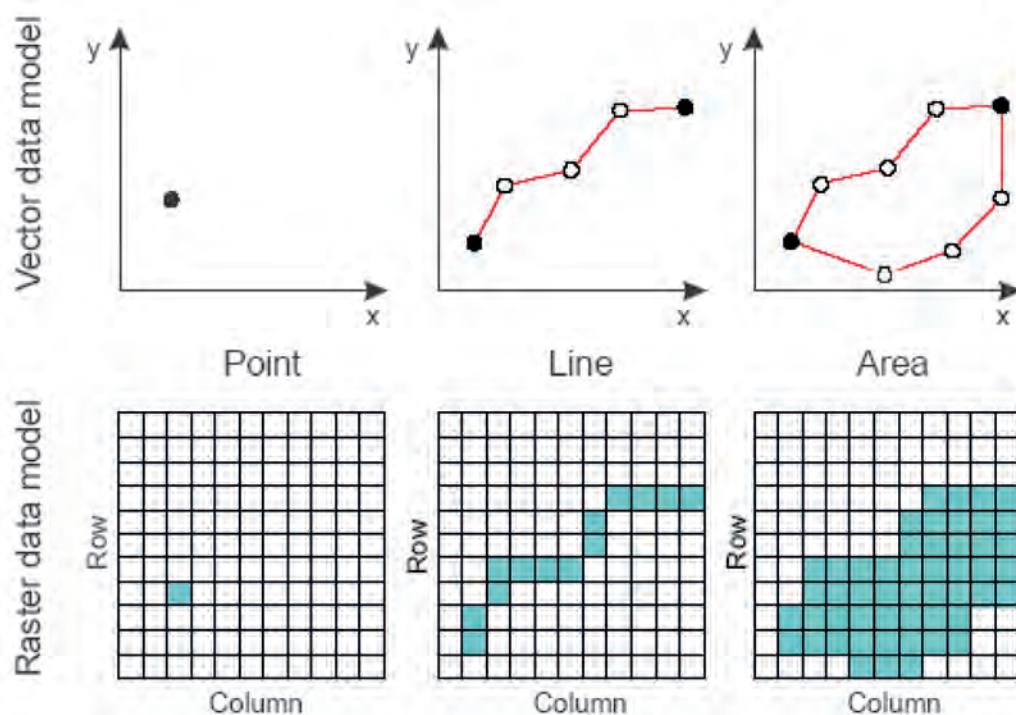 Vector data model
y
x
y
x
y
x
Point
Line
Area
Raster data model
Row
Column
Row
Column
Row
Column